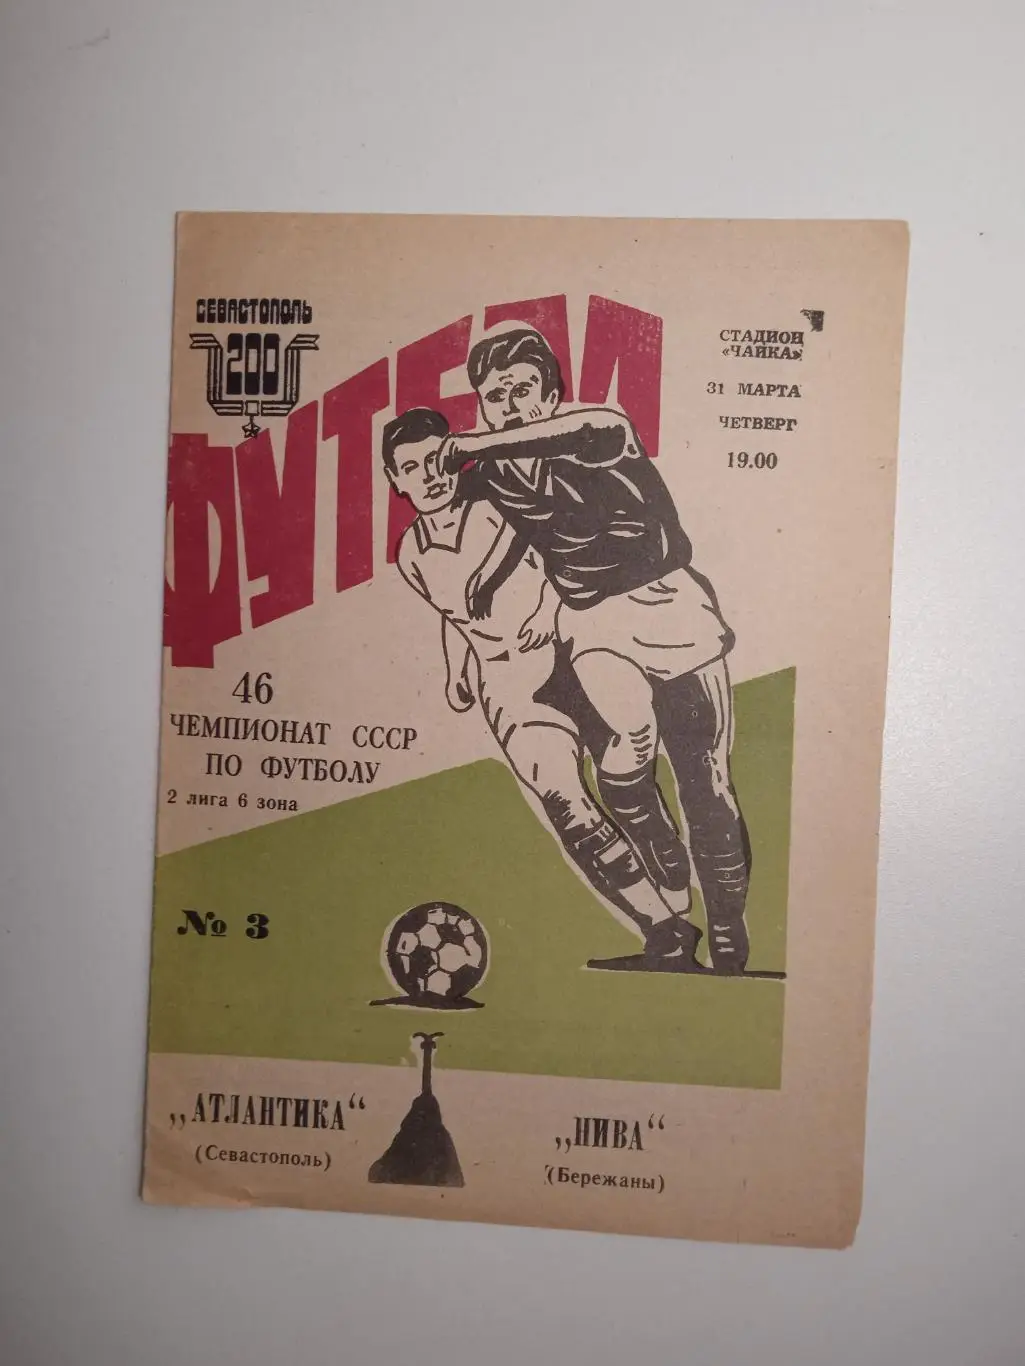 СЕВАСТОПОЛЬ
200
ФУТБОЛ
СТАДИОН
«ЧАЙКА»
31 МАРТА
ЧЕТВЕРГ
19.00
46
ЧЕМПИОНАТ СССР
ПО ФУТБОЛУ
2 лига 6 зона
№ 3
„АТЛАНТИКА“
(Севастополь)
„НИВА“
(Бережаны)